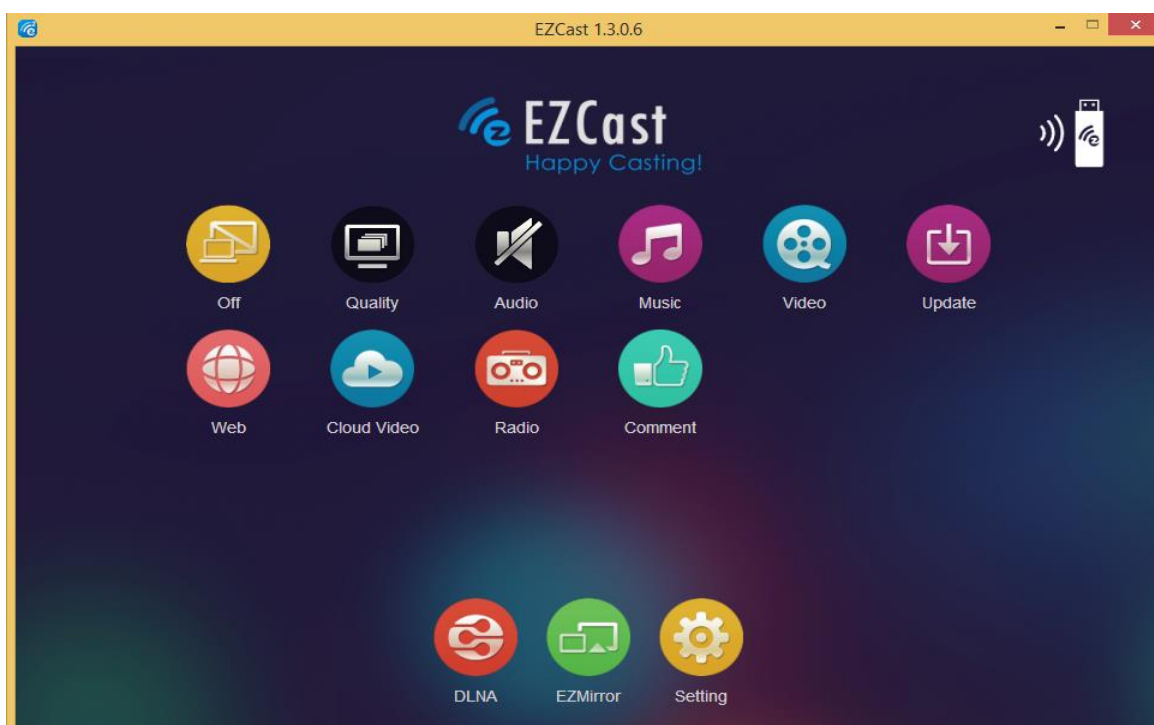 EZCast 1.3.0.6
EZCast
Happy Casting!
Off Quality Audio Music Video Update
Web Cloud Video Radio Comment
DLNA EZMirror Setting